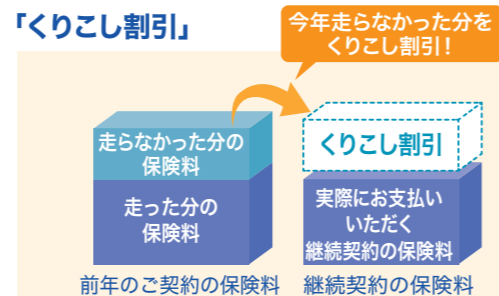 「くりこし割引」
今年走らなかった分を
くりこし割引！
走らなかった分の
保険料
走った分の
保険料
前年のご契約の保険料
くりこし割引
実際にお支払い
いただく
継続契約の保険料
継続契約の保険料